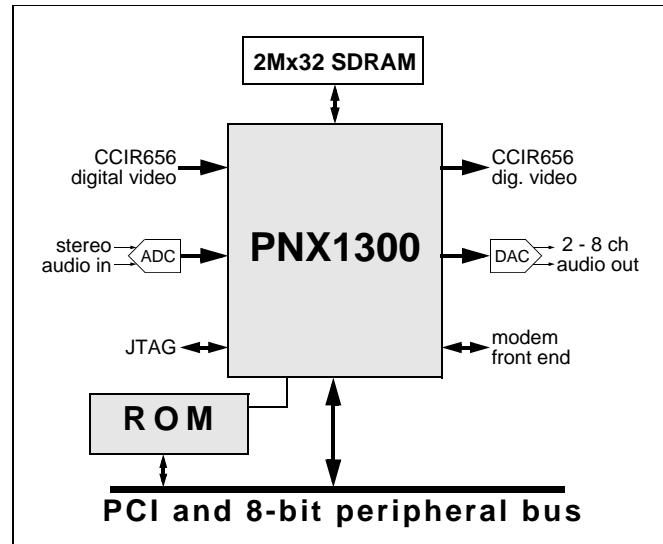 2Mx32 SDRAM
CCIR656
digital video
CCIR656
dig. video
PNX1300
stereo
audio in
ADC
DAC
2 - 8 ch
audio out
JTAG
modem
front end
ROM
PCI and 8-bit peripheral bus